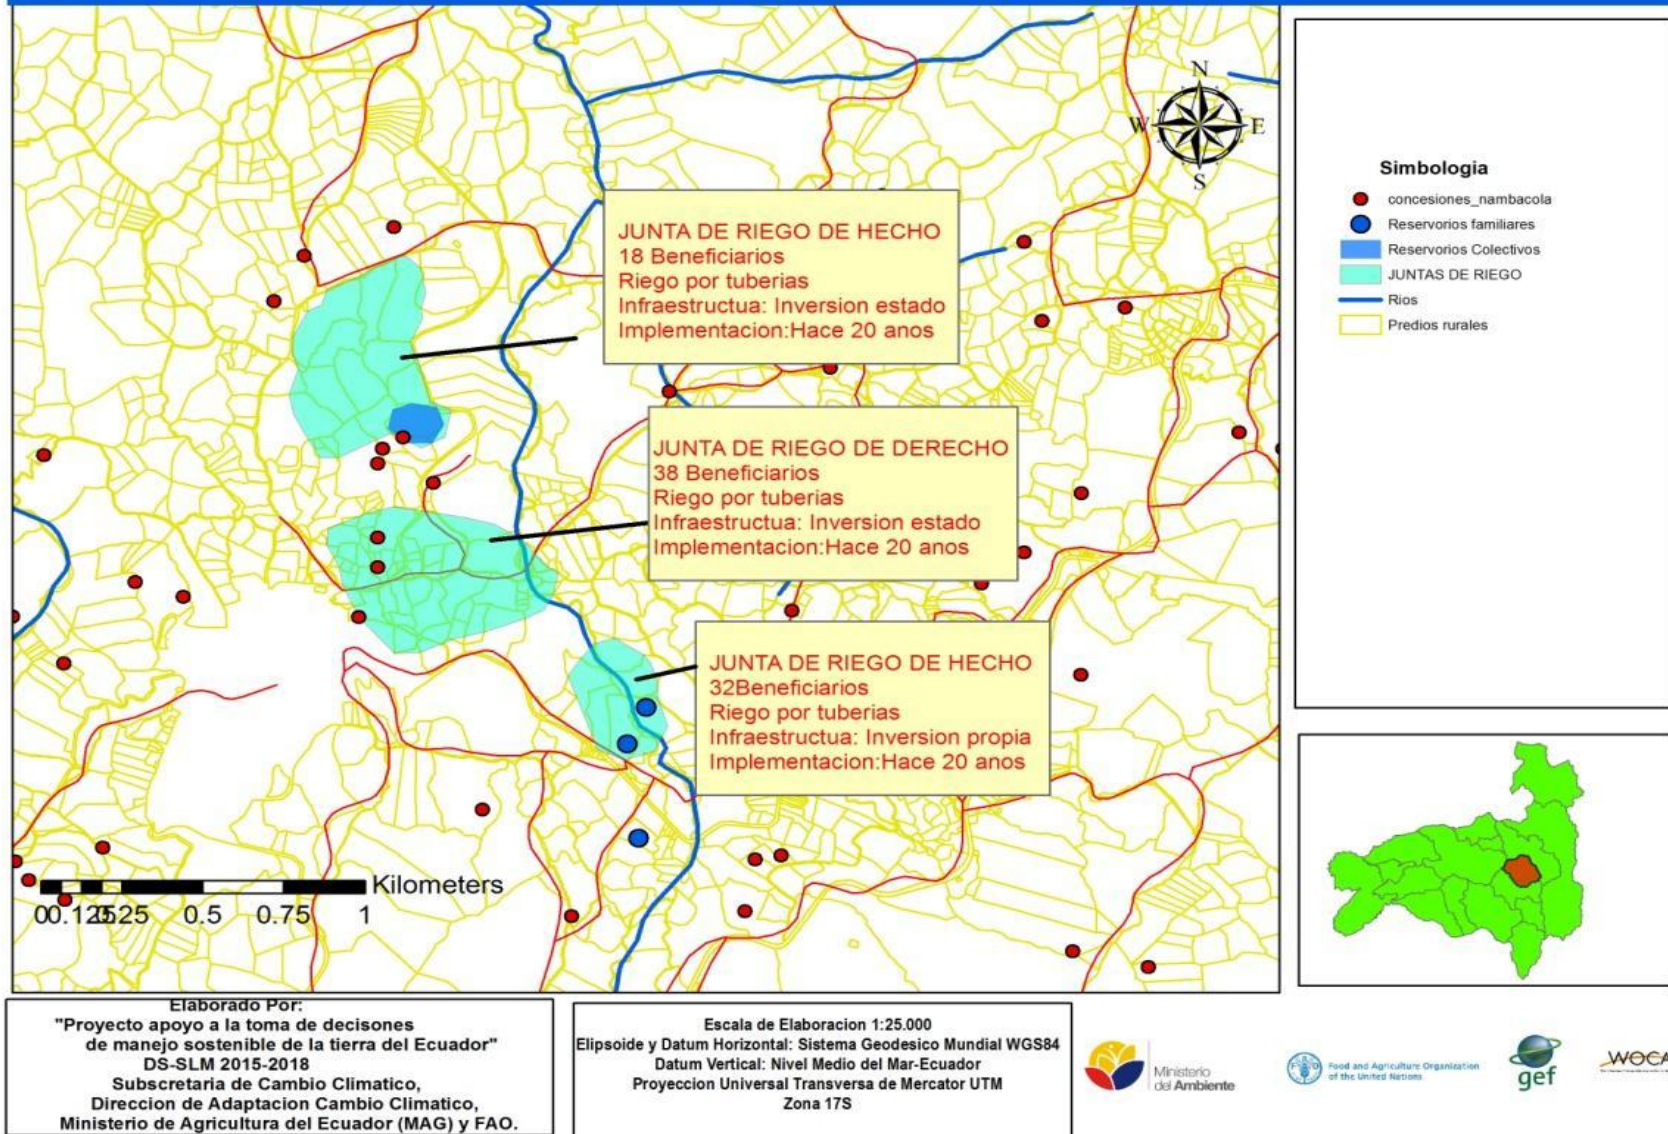 N
W
E
S
JUNTA DE RIEGO DE HECHO
18 Beneficiarios
Riego por tuberias
Infraestructua: Inversion estado
Implementacion:Hace 20 anos
JUNTA DE RIEGO DE DERECHO
38 Beneficiarios
Riego por tuberias
Infraestructua: Inversion estado
Implementacion:Hace 20 anos
JUNTA DE RIEGO DE HECHO
32Beneficiarios
Riego por tuberias
Infraestructua: Inversion propia
Implementacion:Hace 20 anos
Kilometers
0 0.125 0.25 0.5 0.75 1
Simbologia
concesiones_nambacola
Reservorios familiares
Reservorios Colectivos
JUNTAS DE RIEGO
Rios
Predios rurales
Elaborado Por:
"Proyecto apoyo a la toma de decisones
de manejo sostenible de la tierra del Ecuador"
DS-SLM 2015-2018
Subscretaria de Cambio Climatico,
Direccion de Adaptacion Cambio Climatico,
Ministerio de Agricultura del Ecuador (MAG) y FAO.
Escala de Elaboracion 1:25.000
Elipsoide y Datum Horizontal: Sistema Geodesico Mundial WGS84
Datum Vertical: Nivel Medio del Mar-Ecuador
Proyeccion Universal Transversa de Mercator UTM
Zona 17S
Ministerio
del Ambiente
Food and Agriculture Organization
of the United Nations
gef
WOCA